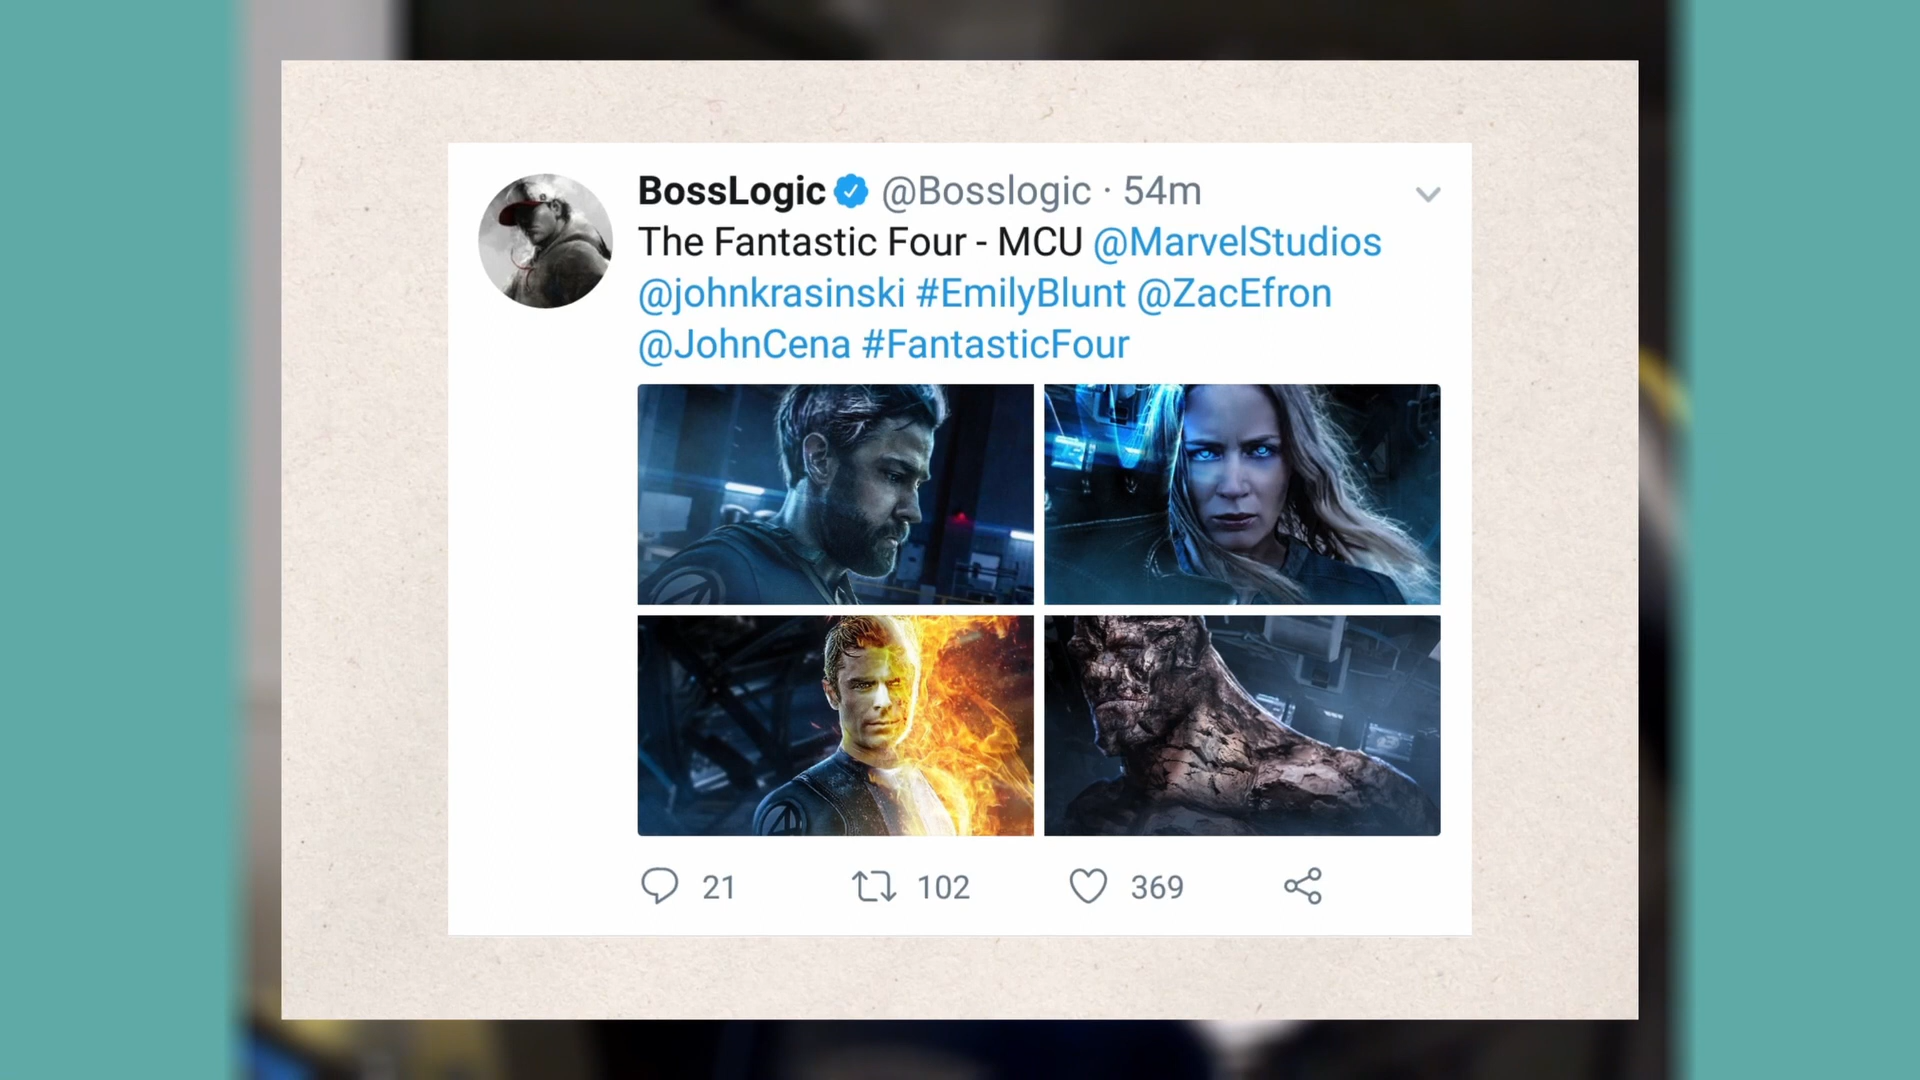 BossLogic @Bosslogic · 54m
The Fantastic Four - MCU @MarvelStudios
@johnkrasinski #EmilyBlunt @ZacEfron
@JohnCena #FantasticFour
21 102 369